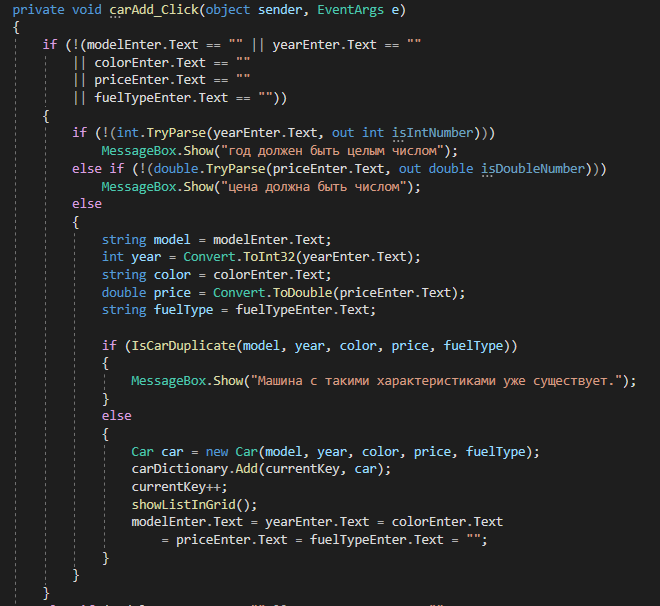 private void carAdd_Click(object sender, EventArgs e)
{
    if (!(modelEnter.Text == "" || yearEnter.Text == ""
        || colorEnter.Text == ""
        || priceEnter.Text == ""
        || fuelTypeEnter.Text == ""))
    {
        if (!(int.TryParse(yearEnter.Text, out int isIntNumber)))
            MessageBox.Show("год должен быть целым числом");
        else if (!(double.TryParse(priceEnter.Text, out double isDoubleNumber)))
            MessageBox.Show("цена должна быть числом");
        else
        {
            string model = modelEnter.Text;
            int year = Convert.ToInt32(yearEnter.Text);
            string color = colorEnter.Text;
            double price = Convert.ToDouble(priceEnter.Text);
            string fuelType = fuelTypeEnter.Text;

            if (IsCarDuplicate(model, year, color, price, fuelType))
            {
                MessageBox.Show("Машина с такими характеристиками уже существует.");
            }
            else
            {
                Car car = new Car(model, year, color, price, fuelType);
                carDictionary.Add(currentKey, car);
                currentKey++;
                showListInGrid();
                modelEnter.Text = yearEnter.Text = colorEnter.Text
                    = priceEnter.Text = fuelTypeEnter.Text = "";
            }
        }
    }